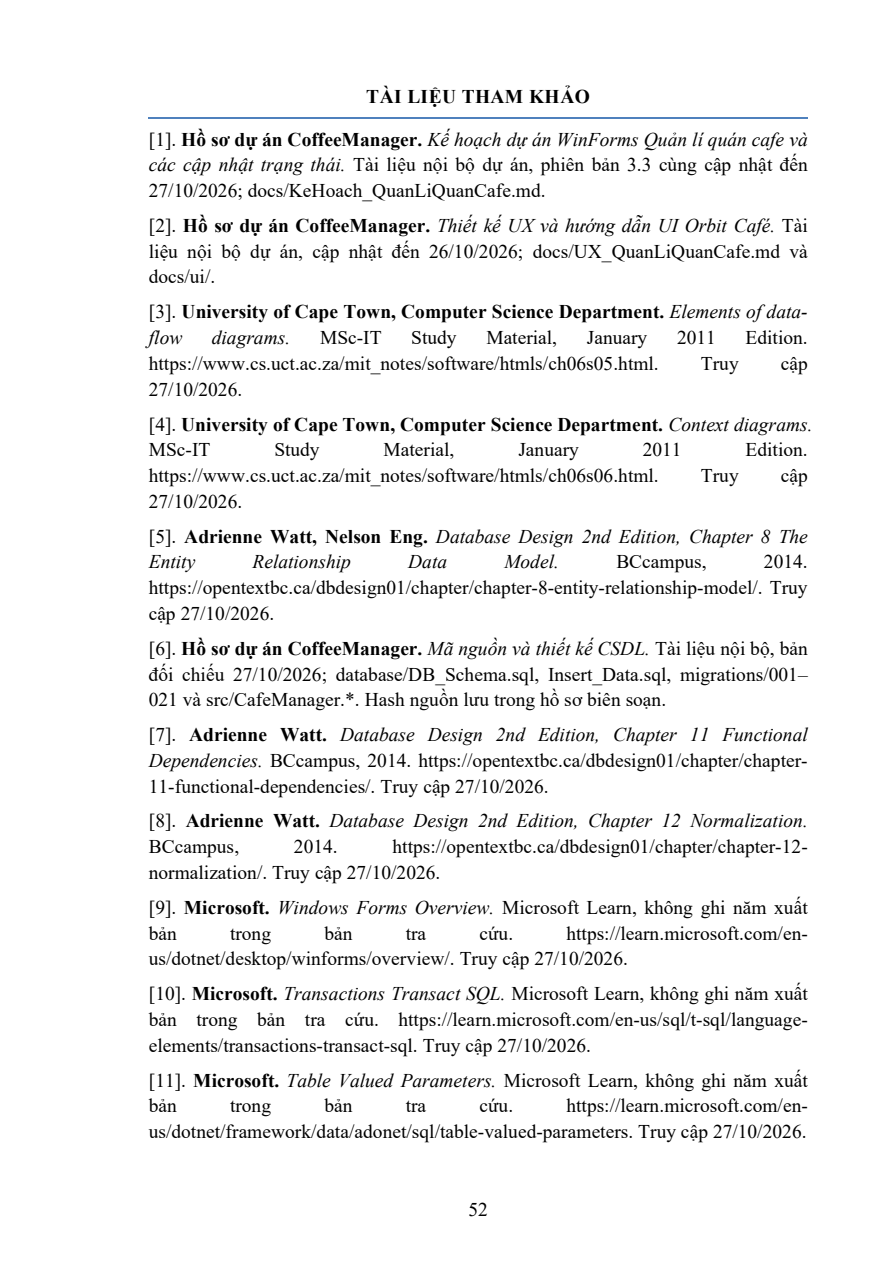 TÀI LIỆU THAM KHẢO
[1]. Hồ sơ dự án CoffeeManager. Kế hoạch dự án WinForms Quản lí quán cafe và
các cập nhật trạng thái. Tài liệu nội bộ dự án, phiên bản 3.3 cùng cập nhật đến
27/10/2026; docs/KeHoach_QuanLiQuanCafe.md.
[2]. Hồ sơ dự án CoffeeManager. Thiết kế UX và hướng dẫn UI Orbit Café. Tài
liệu nội bộ dự án, cập nhật đến 26/10/2026; docs/UX_QuanLiQuanCafe.md và
docs/ui/.
[3]. University of Cape Town, Computer Science Department. Elements of data-
flow diagrams. MSc-IT Study Material, January 2011 Edition.
https://www.cs.uct.ac.za/mit_notes/software/htmls/ch06s05.html. Truy cập
27/10/2026.
[4]. University of Cape Town, Computer Science Department. Context diagrams.
MSc-IT Study Material, January 2011 Edition.
https://www.cs.uct.ac.za/mit_notes/software/htmls/ch06s06.html. Truy cập
27/10/2026.
[5]. Adrienne Watt, Nelson Eng. Database Design 2nd Edition, Chapter 8 The
Entity Relationship Data Model. BCcampus, 2014.
https://opentextbc.ca/dbdesign01/chapter/chapter-8-entity-relationship-model/. Truy
cập 27/10/2026.
[6]. Hồ sơ dự án CoffeeManager. Mã nguồn và thiết kế CSDL. Tài liệu nội bộ, bản
đối chiếu 27/10/2026; database/DB_Schema.sql, Insert_Data.sql, migrations/001–
021 và src/CafeManager.*. Hash nguồn lưu trong hồ sơ biên soạn.
[7]. Adrienne Watt. Database Design 2nd Edition, Chapter 11 Functional
Dependencies. BCcampus, 2014. https://opentextbc.ca/dbdesign01/chapter/chapter-
11-functional-dependencies/. Truy cập 27/10/2026.
[8]. Adrienne Watt. Database Design 2nd Edition, Chapter 12 Normalization.
BCcampus, 2014. https://opentextbc.ca/dbdesign01/chapter/chapter-12-
normalization/. Truy cập 27/10/2026.
[9]. Microsoft. Windows Forms Overview. Microsoft Learn, không ghi năm xuất
bản trong bản tra cứu. https://learn.microsoft.com/en-
us/dotnet/desktop/winforms/overview/. Truy cập 27/10/2026.
[10]. Microsoft. Transactions Transact SQL. Microsoft Learn, không ghi năm xuất
bản trong bản tra cứu. https://learn.microsoft.com/en-us/sql/t-sql/language-
elements/transactions-transact-sql. Truy cập 27/10/2026.
[11]. Microsoft. Table Valued Parameters. Microsoft Learn, không ghi năm xuất
bản trong bản tra cứu. https://learn.microsoft.com/en-
us/dotnet/framework/data/adonet/sql/table-valued-parameters. Truy cập 27/10/2026.
52